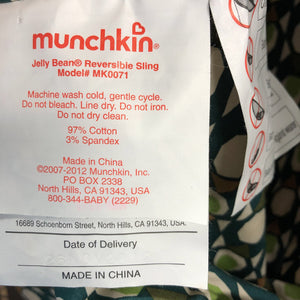 munchkin®
Jelly Bean® Reversible Sling
Model# MK0071
Machine wash cold, gentle cycle.
Do not bleach. Line dry. Do not iron.
Do not dry clean.
97% Cotton
3% Spandex
Made in China
©2007-2012 Munchkin, Inc.
PO BOX 2338
North Hills, CA 91343, USA
800-344-BABY (2229)
16689 Schoenborn Street, North Hills, CA 91343, USA
Date of Delivery
MADE IN CHINA